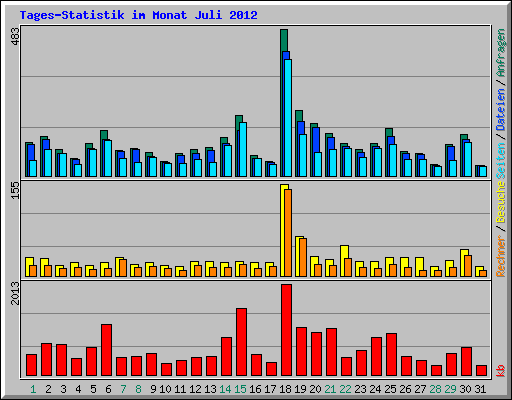 Tages-Statistik im Monat Juli 2012
483
155
2013
Rechner / Besuche Seiten / Dateien / Anfragen
kb
1 2 3 4 5 6 7 8 9 10 11 12 13 14 15 16 17 18 19 20 21 22 23 24 25 26 27 28 29 30 31